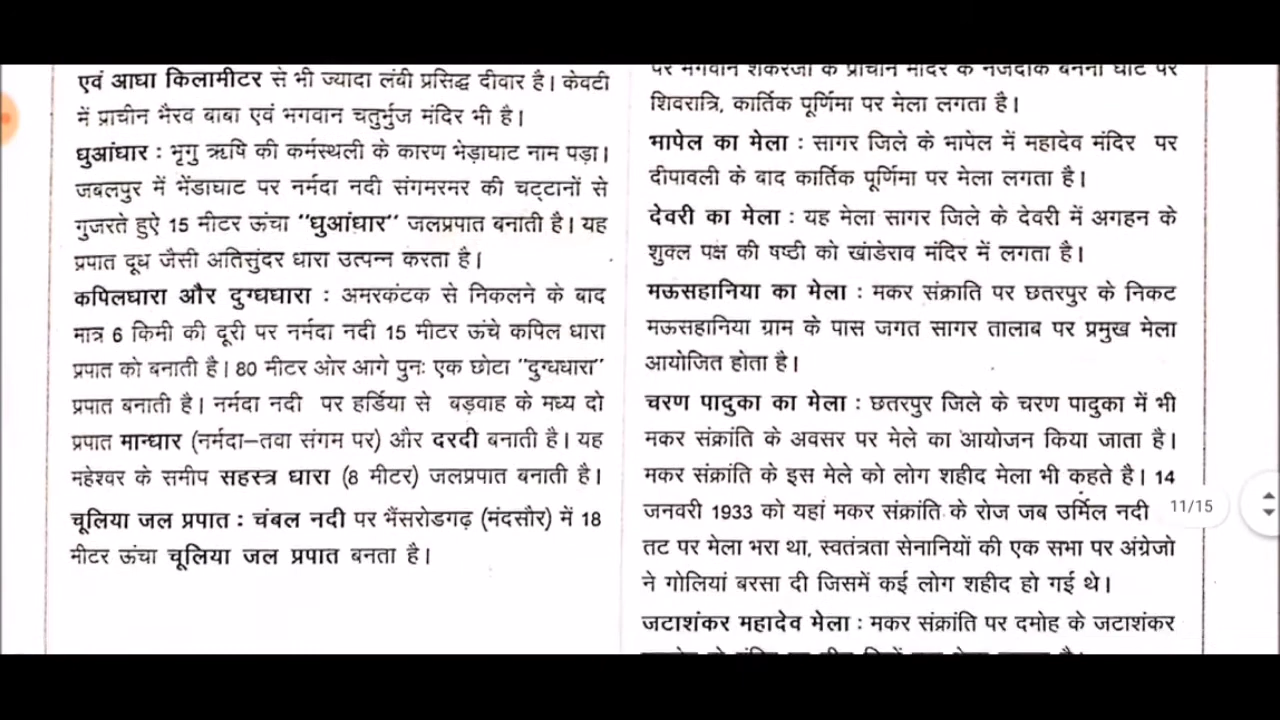 एवं आधा किलामीटर से भी ज्यादा लंबी प्रसिद्ध दीवार है। केवटी
में प्राचीन भैरव बाबा एवं भगवान चतुर्भुज मंदिर भी है।
धुआंधार : भृगु ऋषि की कर्मस्थली के कारण भेड़ाघाट नाम पड़ा।
जबलपुर में भेंडाघाट पर नर्मदा नदी संगमरमर की चट्टानों से
गुजरते हुऐ 15 मीटर ऊंचा "धुआंधार" जलप्रपात बनाती है। यह
प्रपात दूध जैसी अतिसुंदर धारा उत्पन्न करता है।
कपिलधारा और दुग्धधारा : अमरकंटक से निकलने के बाद
मात्र 6 किमी की दूरी पर नर्मदा नदी 15 मीटर ऊंचे कपिल धारा
प्रपात को बनाती है। 80 मीटर ओर आगे पुनः एक छोटा "दुग्धधारा"
प्रपात बनाती है। नर्मदा नदी पर हर्डिया से बड़वाह के मध्य दो
प्रपात मान्धार (नर्मदा–तवा संगम पर) और दरदी बनाती है। यह
महेश्वर के समीप सहस्त्र धारा (8 मीटर) जलप्रपात बनाती है।
चूलिया जल प्रपात : चंबल नदी पर भैंसरोडगढ़ (मंदसौर) में 18
मीटर ऊंचा चूलिया जल प्रपात बनता है।
पर भगवान शंकरजी के प्राचीन मंदिर के नजदीक बनने घाट पर
शिवरात्रि, कार्तिक पूर्णिमा पर मेला लगता है।
भापेल का मेला : सागर जिले के भापेल में महादेव मंदिर पर
दीपावली के बाद कार्तिक पूर्णिमा पर मेला लगता है।
देवरी का मेला : यह मेला सागर जिले के देवरी में अगहन के
शुक्ल पक्ष की षष्ठी को खांडेराव मंदिर में लगता है।
मऊसहानिया का मेला : मकर संक्राति पर छतरपुर के निकट
मऊसहानिया ग्राम के पास जगत सागर तालाब पर प्रमुख मेला
आयोजित होता है।
चरण पादुका का मेला : छतरपुर जिले के चरण पादुका में भी
मकर संक्रांति के अवसर पर मेले का आयोजन किया जाता है।
मकर संक्रांति के इस मेले को लोग शहीद मेला भी कहते है। 14
जनवरी 1933 को यहां मकर संक्रांति के रोज जब उर्मिल नदी
तट पर मेला भरा था, स्वतंत्रता सेनानियों की एक सभा पर अंग्रेजो
ने गोलियां बरसा दी जिसमें कई लोग शहीद हो गई थे।
जटाशंकर महादेव मेला : मकर संक्रांति पर दमोह के जटाशंकर
11/15